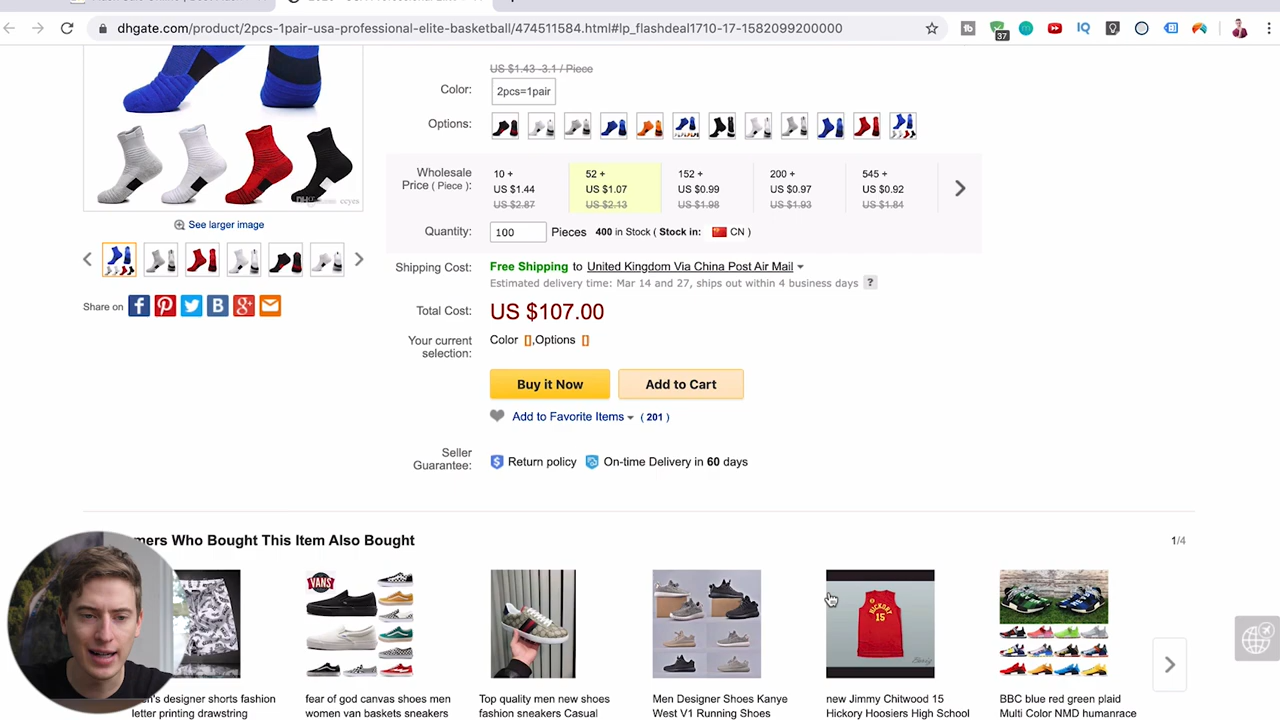 dhgate.com/product/2pcs-1pair-usa-professional-elite-basketball/474511584.html#lp_flashdeal1710-17-1582099200000
37
IQ
US $1.43 -3.1 / Piece
Color:
2pcs=1pair
Options:
Wholesale
Price ( Piece ):
10 +
US $1.44
US $2.87
52 +
US $1.07
US $2.13
152 +
US $0.99
US $1.98
200 +
US $0.97
US $1.93
545 +
US $0.92
US $1.84
See larger image
Quantity:
100
Pieces
400 in Stock ( Stock in: CN )
Shipping Cost:
Free Shipping to United Kingdom Via China Post Air Mail
Estimated delivery time: Mar 14 and 27, ships out within 4 business days ?
Share on
Total Cost:
US $107.00
Your current
selection:
Color [],Options []
Buy it Now
Add to Cart
Add to Favorite Items ( 201 )
Seller
Guarantee:
Return policy
On-time Delivery in 60 days
mers Who Bought This Item Also Bought
1/4
VANS
HICKORY
15
n's designer shorts fashion
letter printing drawstring
fear of god canvas shoes men
women van baskets sneakers
Top quality men new shoes
fashion sneakers Casual
Men Designer Shoes Kanye
West V1 Running Shoes
new Jimmy Chitwood 15
Hickory Hoosiers High School
BBC blue red green plaid
Multi Color NMD humanrace